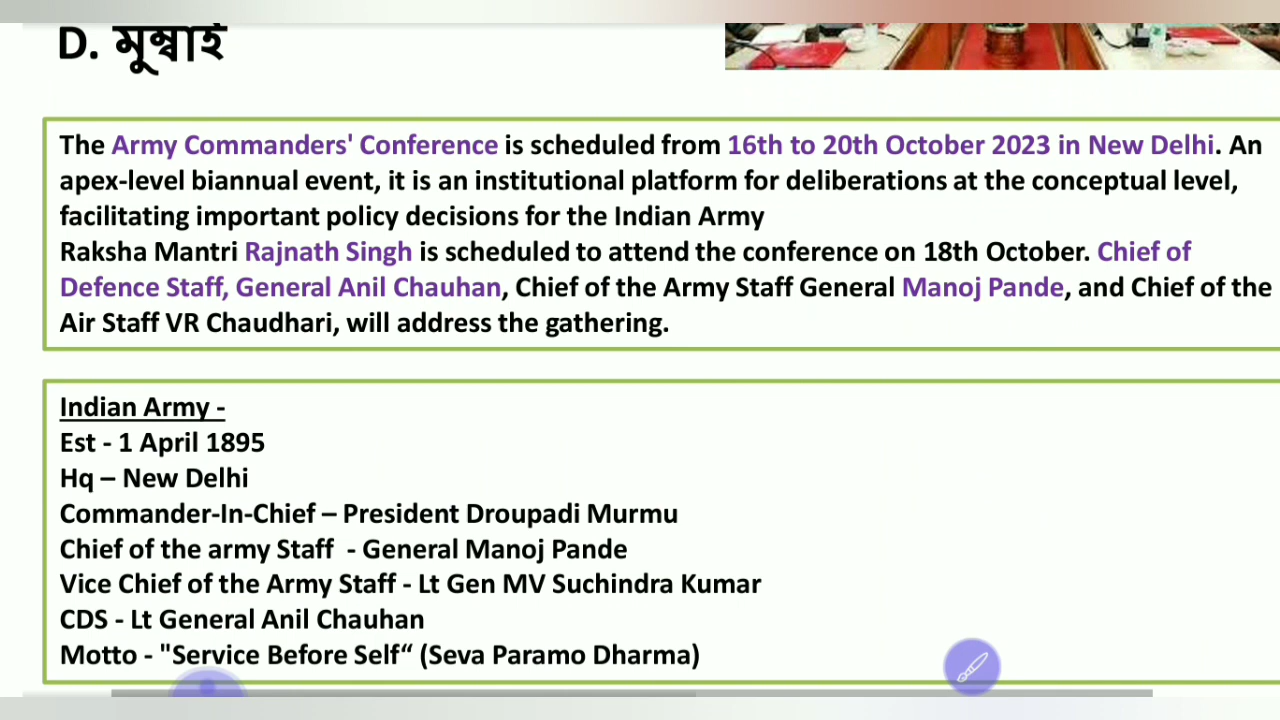 D. মুম্বাই
The Army Commanders' Conference is scheduled from 16th to 20th October 2023 in New Delhi. An
apex-level biannual event, it is an institutional platform for deliberations at the conceptual level,
facilitating important policy decisions for the Indian Army
Raksha Mantri Rajnath Singh is scheduled to attend the conference on 18th October. Chief of
Defence Staff, General Anil Chauhan, Chief of the Army Staff General Manoj Pande, and Chief of the
Air Staff VR Chaudhari, will address the gathering.
Indian Army -
Est - 1 April 1895
Hq – New Delhi
Commander-In-Chief – President Droupadi Murmu
Chief of the army Staff  - General Manoj Pande
Vice Chief of the Army Staff - Lt Gen MV Suchindra Kumar
CDS - Lt General Anil Chauhan
Motto - "Service Before Self“ (Seva Paramo Dharma)